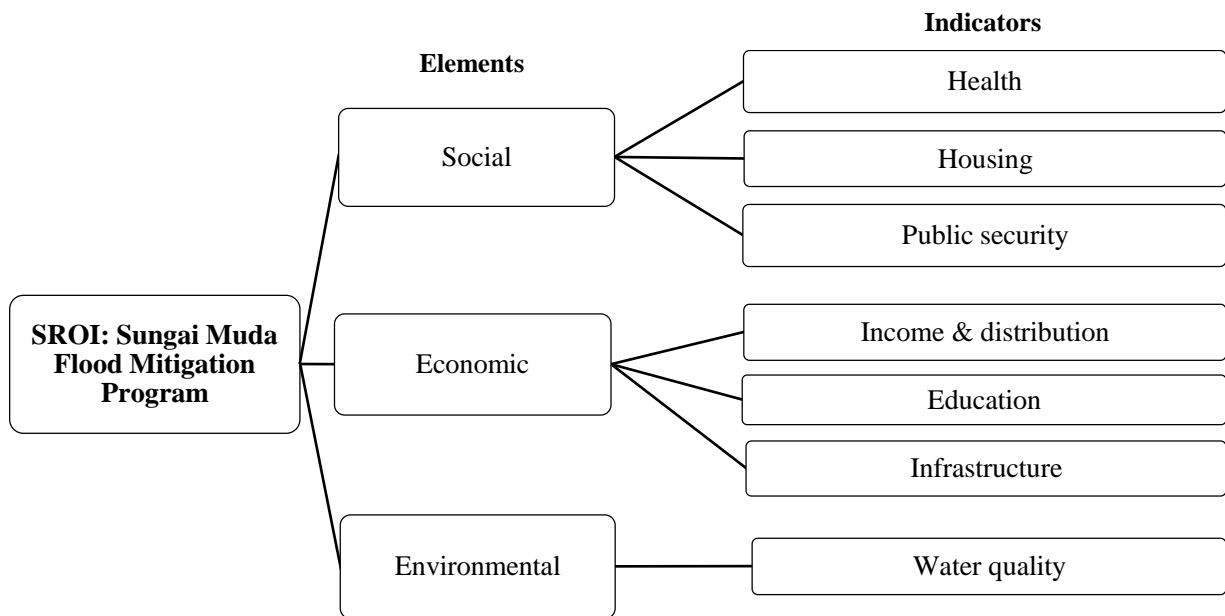 Indicators
Elements
Health
Social
Housing
Public security
SROI: Sungai Muda
Flood Mitigation
Program
Economic
Income & distribution
Education
Infrastructure
Environmental
Water quality